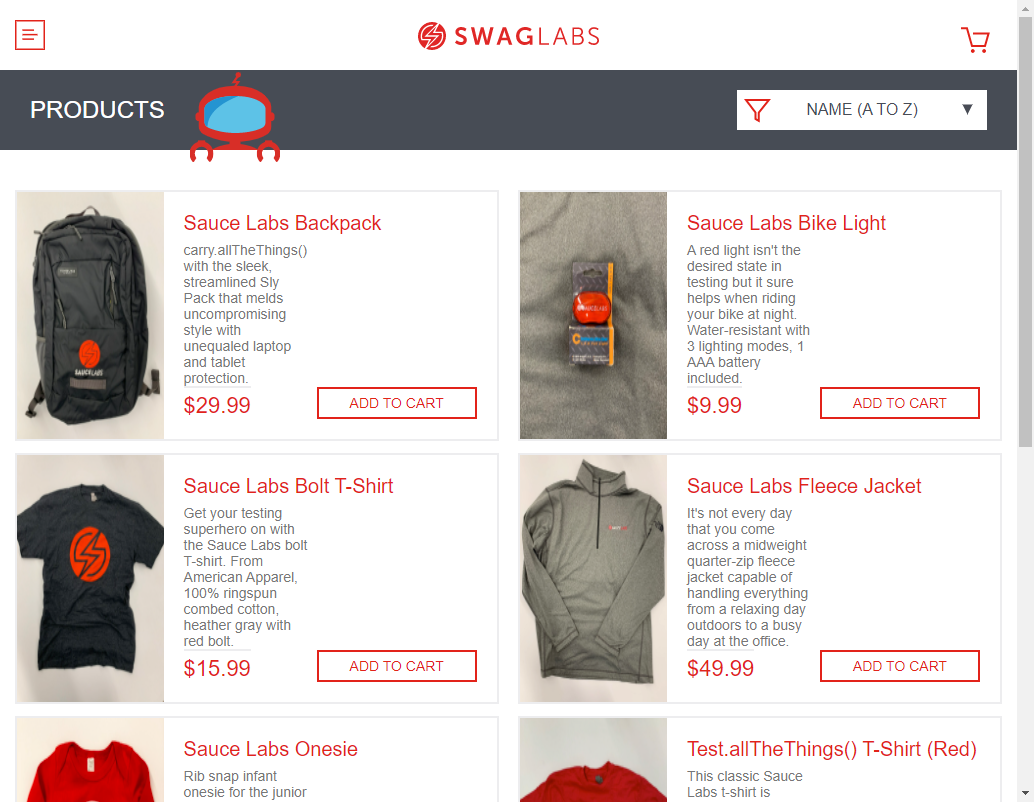 SWAGLABS
PRODUCTS
NAME (A TO Z)
Sauce Labs Backpack
carry.allTheThings()
with the sleek,
streamlined Sly
Pack that melds
uncompromising
style with
unequaled laptop
and tablet
protection.
$29.99
ADD TO CART
SAUCELABS
Sauce Labs Bike Light
A red light isn't the
desired state in
testing but it sure
helps when riding
your bike at night.
Water-resistant with
3 lighting modes, 1
AAA battery
included.
$9.99
ADD TO CART
SAUCELABS
Sauce Labs Bolt T-Shirt
Get your testing
superhero on with
the Sauce Labs bolt
T-shirt. From
American Apparel,
100% ringspun
combed cotton,
heather gray with
red bolt.
$15.99
ADD TO CART
Sauce Labs Fleece Jacket
It's not every day
that you come
across a midweight
quarter-zip fleece
jacket capable of
handling everything
from a relaxing day
outdoors to a busy
day at the office.
$49.99
ADD TO CART
Sauce Labs Onesie
Rib snap infant
onesie for the junior
Test.allTheThings() T-Shirt (Red)
This classic Sauce
Labs t-shirt is